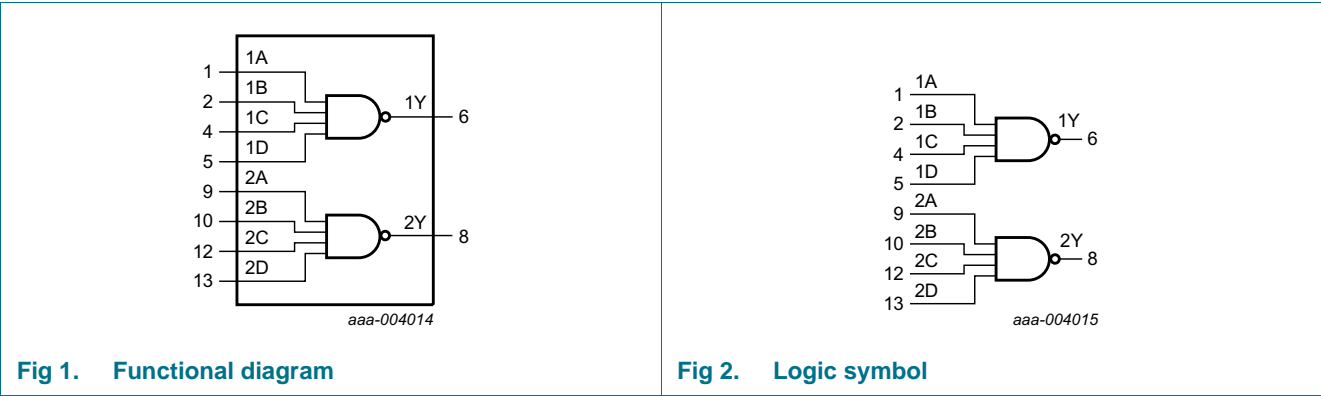 1A
1
1B
2
1C
4
1D
5
1Y
6
2A
9
2B
10
2C
12
2D
13
2Y
8
aaa-004014
Fig 1. Functional diagram
1A
1
1B
2
1C
4
1D
5
1Y
6
2A
9
2B
10
2C
12
2D
13
2Y
8
aaa-004015
Fig 2. Logic symbol